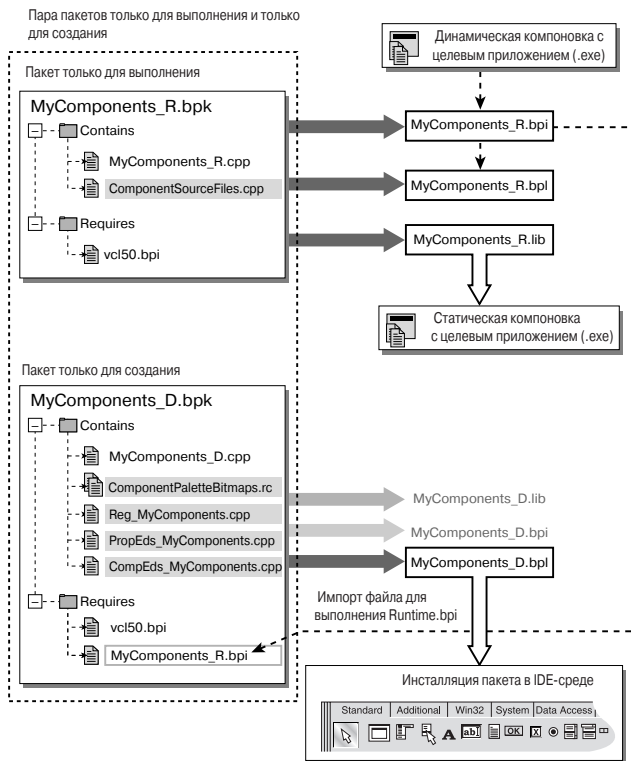 Пара пакетов только для выполнения и только
для создания
Пакет только для выполнения
MyComponents_R.bpk
Contains
MyComponents_R.cpp
ComponentSourceFiles.cpp
Requires
vcl50.bpi
Динамическая компоновка с
целевым приложением (.exe)
MyComponents_R.bpi
MyComponents_R.bpl
MyComponents_R.lib
Статическая компоновка
с целевым приложением (.exe)
Пакет только для создания
MyComponents_D.bpk
Contains
MyComponents_D.cpp
ComponentPaletteBitmaps.rc
Reg_MyComponents.cpp
PropEds_MyComponents.cpp
CompEds_MyComponents.cpp
Requires
vcl50.bpi
MyComponents_R.bpi
MyComponents_D.lib
MyComponents_D.bpi
MyComponents_D.bpl
Импорт файла для
выполнения Runtime.bpi
Инсталляция пакета в IDE-среде
Standard Additional Win32 System Data Access
A abI OK X